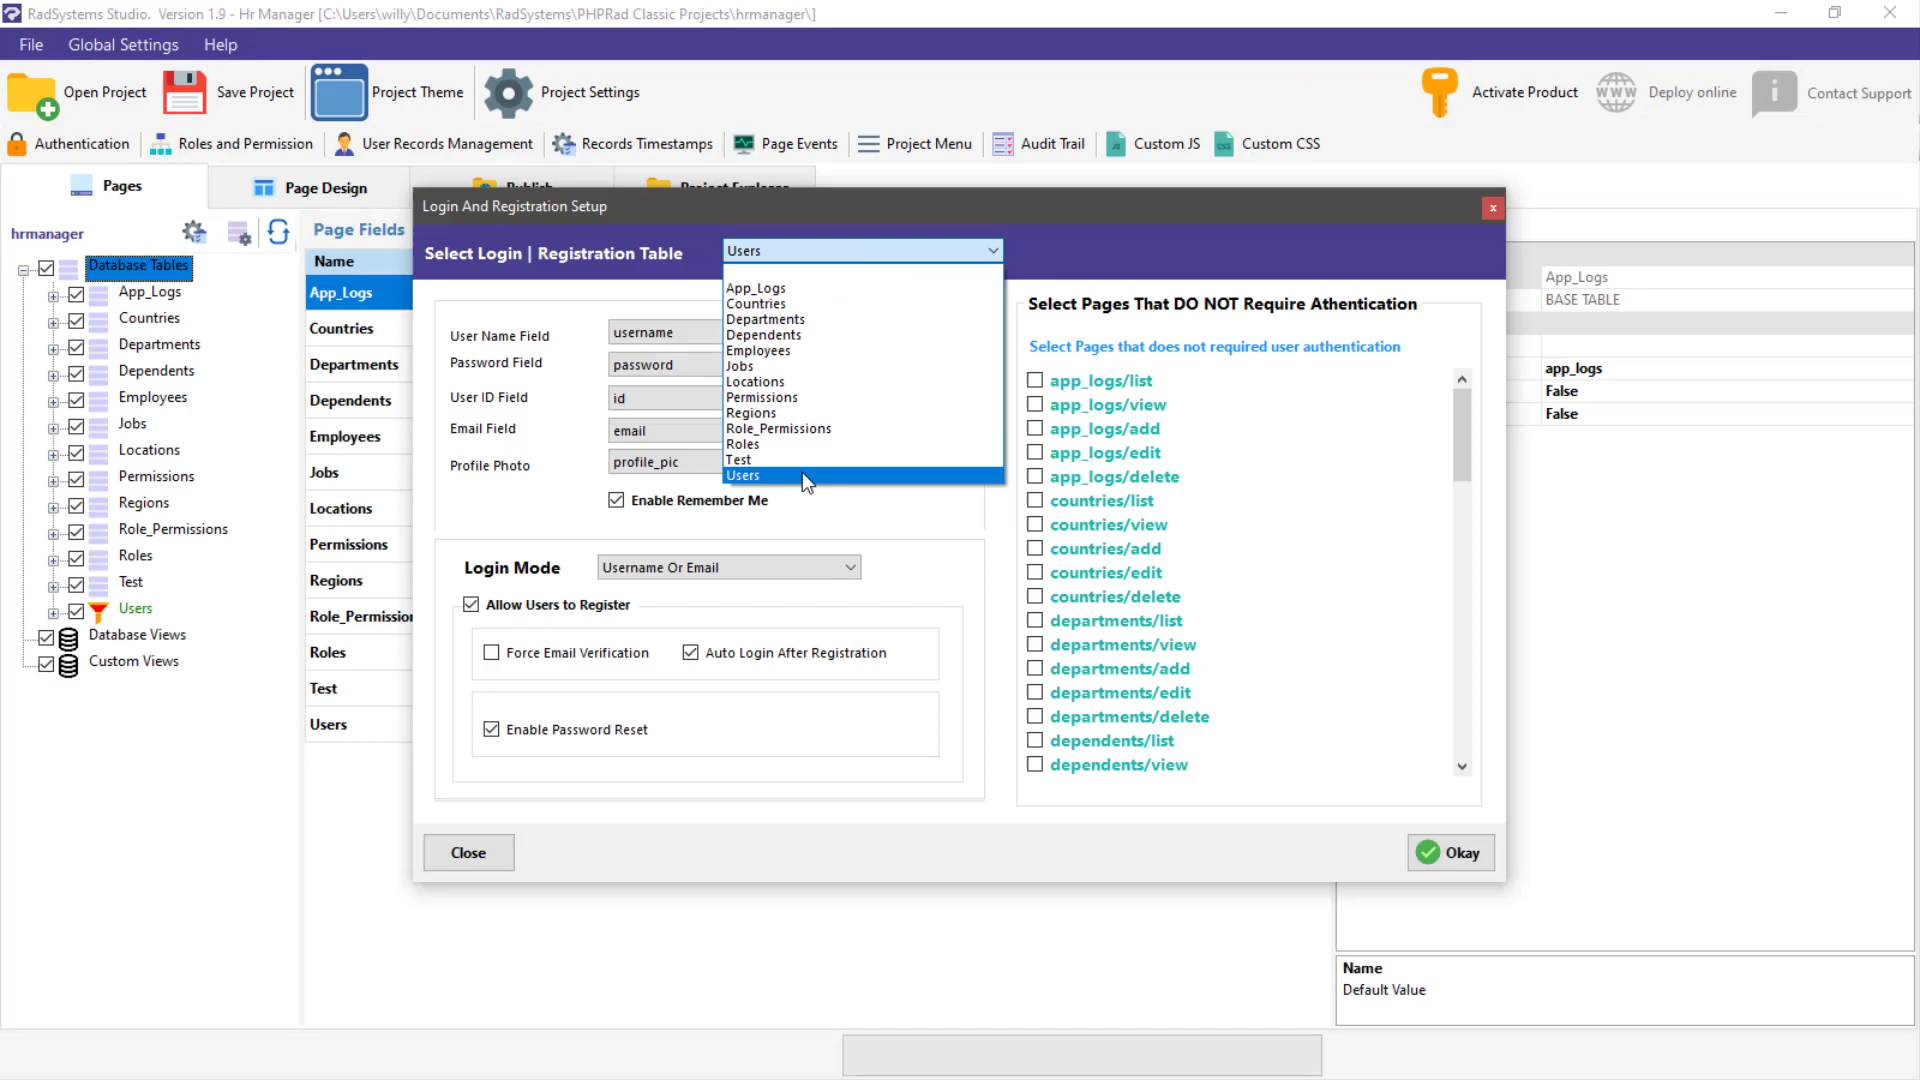 RadSystems Studio. Version 1.9 - Hr Manager [C:\Users\willy\Documents\RadSystems\PHPRad Classic Projects\hrmanager\]
File Global Settings Help
Open Project Save Project Project Theme Project Settings Activate Product WWW Deploy online i Contact Support
Authentication Roles and Permission User Records Management Records Timestamps Page Events Project Menu Audit Trail JS Custom JS CSS Custom CSS
Pages Page Design Publish Project Explorer
hrmanager
Database Tables
App_Logs
Countries
Departments
Dependents
Employees
Jobs
Locations
Permissions
Regions
Role_Permissions
Roles
Test
Users
Database Views
Custom Views
Page Fields
Name
App_Logs
Countries
Departments
Dependents
Employees
Jobs
Locations
Permissions
Regions
Role_Permission
Roles
Test
Users
Login And Registration Setup
x
Select Login | Registration Table Users
App_Logs
Countries
Departments
Dependents
Employees
Jobs
Locations
Permissions
Regions
Role_Permissions
Roles
Test
Users
User Name Field username
Password Field password
User ID Field id
Email Field email
Profile Photo profile_pic
Enable Remember Me
Login Mode Username Or Email
Allow Users to Register
Force Email Verification Auto Login After Registration
Enable Password Reset
Select Pages That DO NOT Require Athentication
Select Pages that does not required user authentication
app_logs/list
app_logs/view
app_logs/add
app_logs/edit
app_logs/delete
countries/list
countries/view
countries/add
countries/edit
countries/delete
departments/list
departments/view
departments/add
departments/edit
departments/delete
dependents/list
dependents/view
Close Okay
App_Logs
BASE TABLE
app_logs
False
False
Name
Default Value